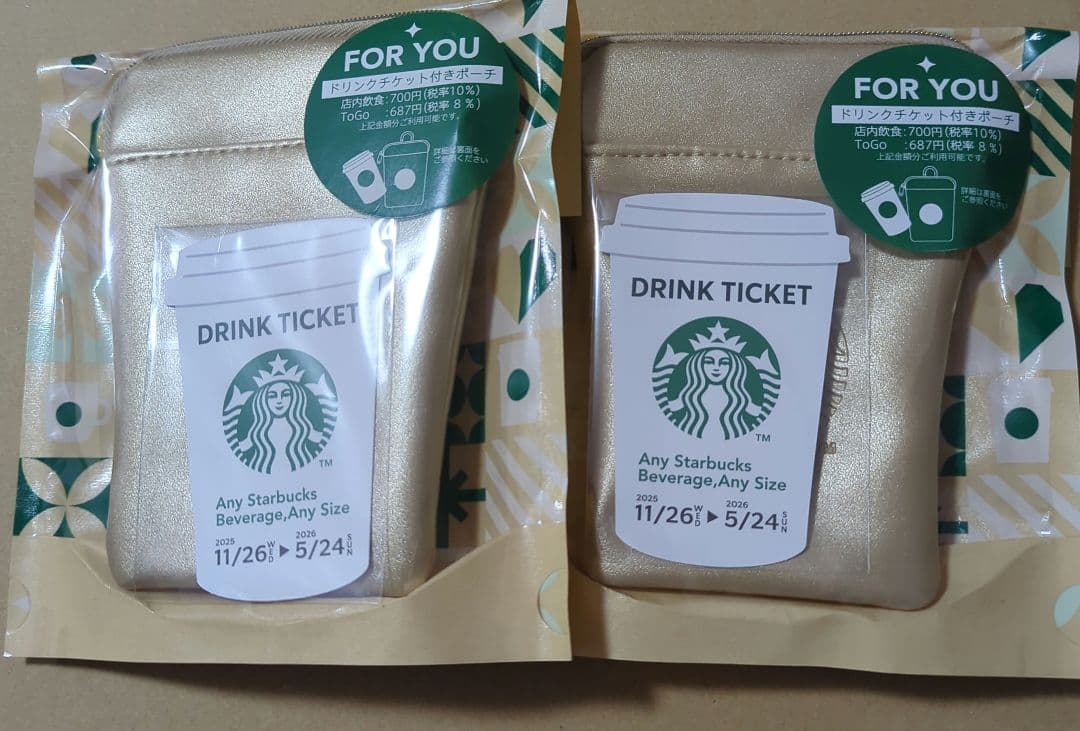 FOR YOU
ドリンクチケット付きポーチ
店内飲食:700円(税率10%)
ToGo :687円(税率8%)
上記金額分ご利用可能です。
詳細は裏面を
ご参照ください
DRINK TICKET
TM
Any Starbucks
Beverage,Any Size
2025 2026
11/26 WED ▶ 5/24 SUN
FOR YOU
ドリンクチケット付きポーチ
店内飲食:700円(税率10%)
ToGo :687円(税率8%)
上記金額分ご利用可能です。
詳細は裏面を
ご参照ください
DRINK TICKET
TM
Any Starbucks
Beverage,Any Size
2025 2026
11/26 WED ▶ 5/24 SUN